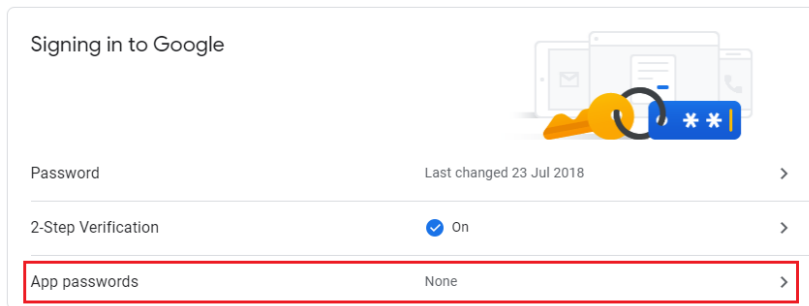 Signing in to Google
**
Password Last changed 23 Jul 2018
2-Step Verification On
App passwords None